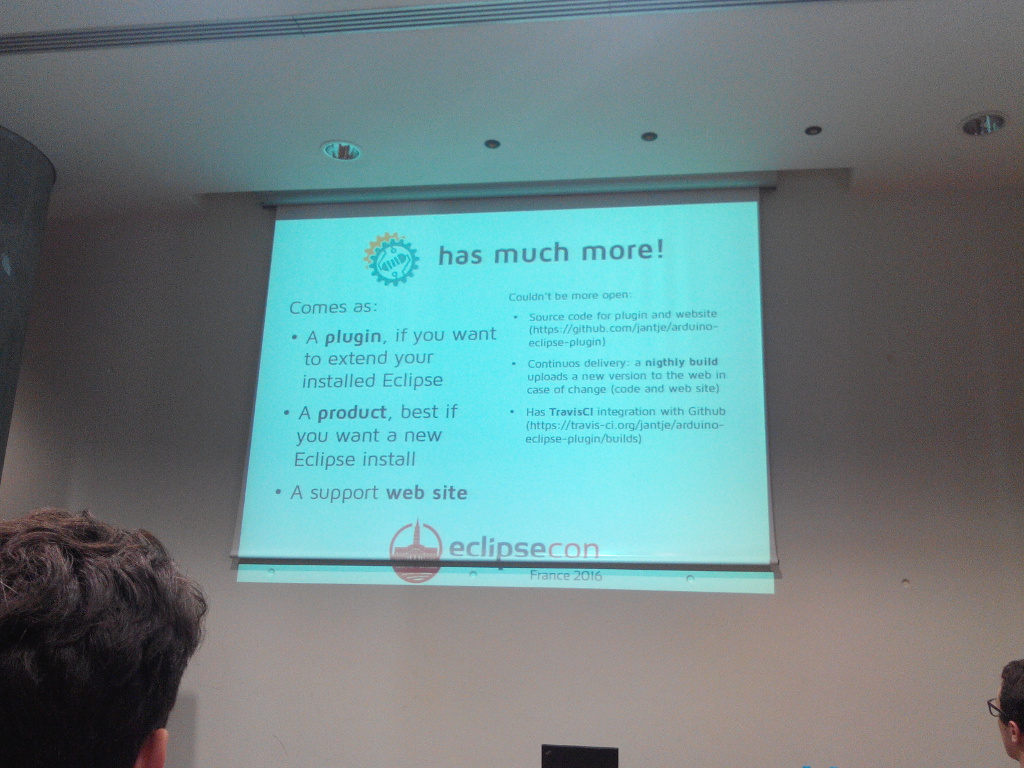 has much more!
Comes as:
• A plugin, if you want
to extend your
installed Eclipse
• A product, best if
you want a new
Eclipse install
• A support web site
Couldn't be more open:
• Source code for plugin and website
(https://github.com/jantje/arduino-
eclipse-plugin)
• Continuos delivery: a nigthly build
uploads a new version to the web in
case of change (code and web site)
• Has TravisCI integration with Github
(https://travis-ci.org/jantje/arduino-
eclipse-plugin/builds)
eclipsecon
France 2016